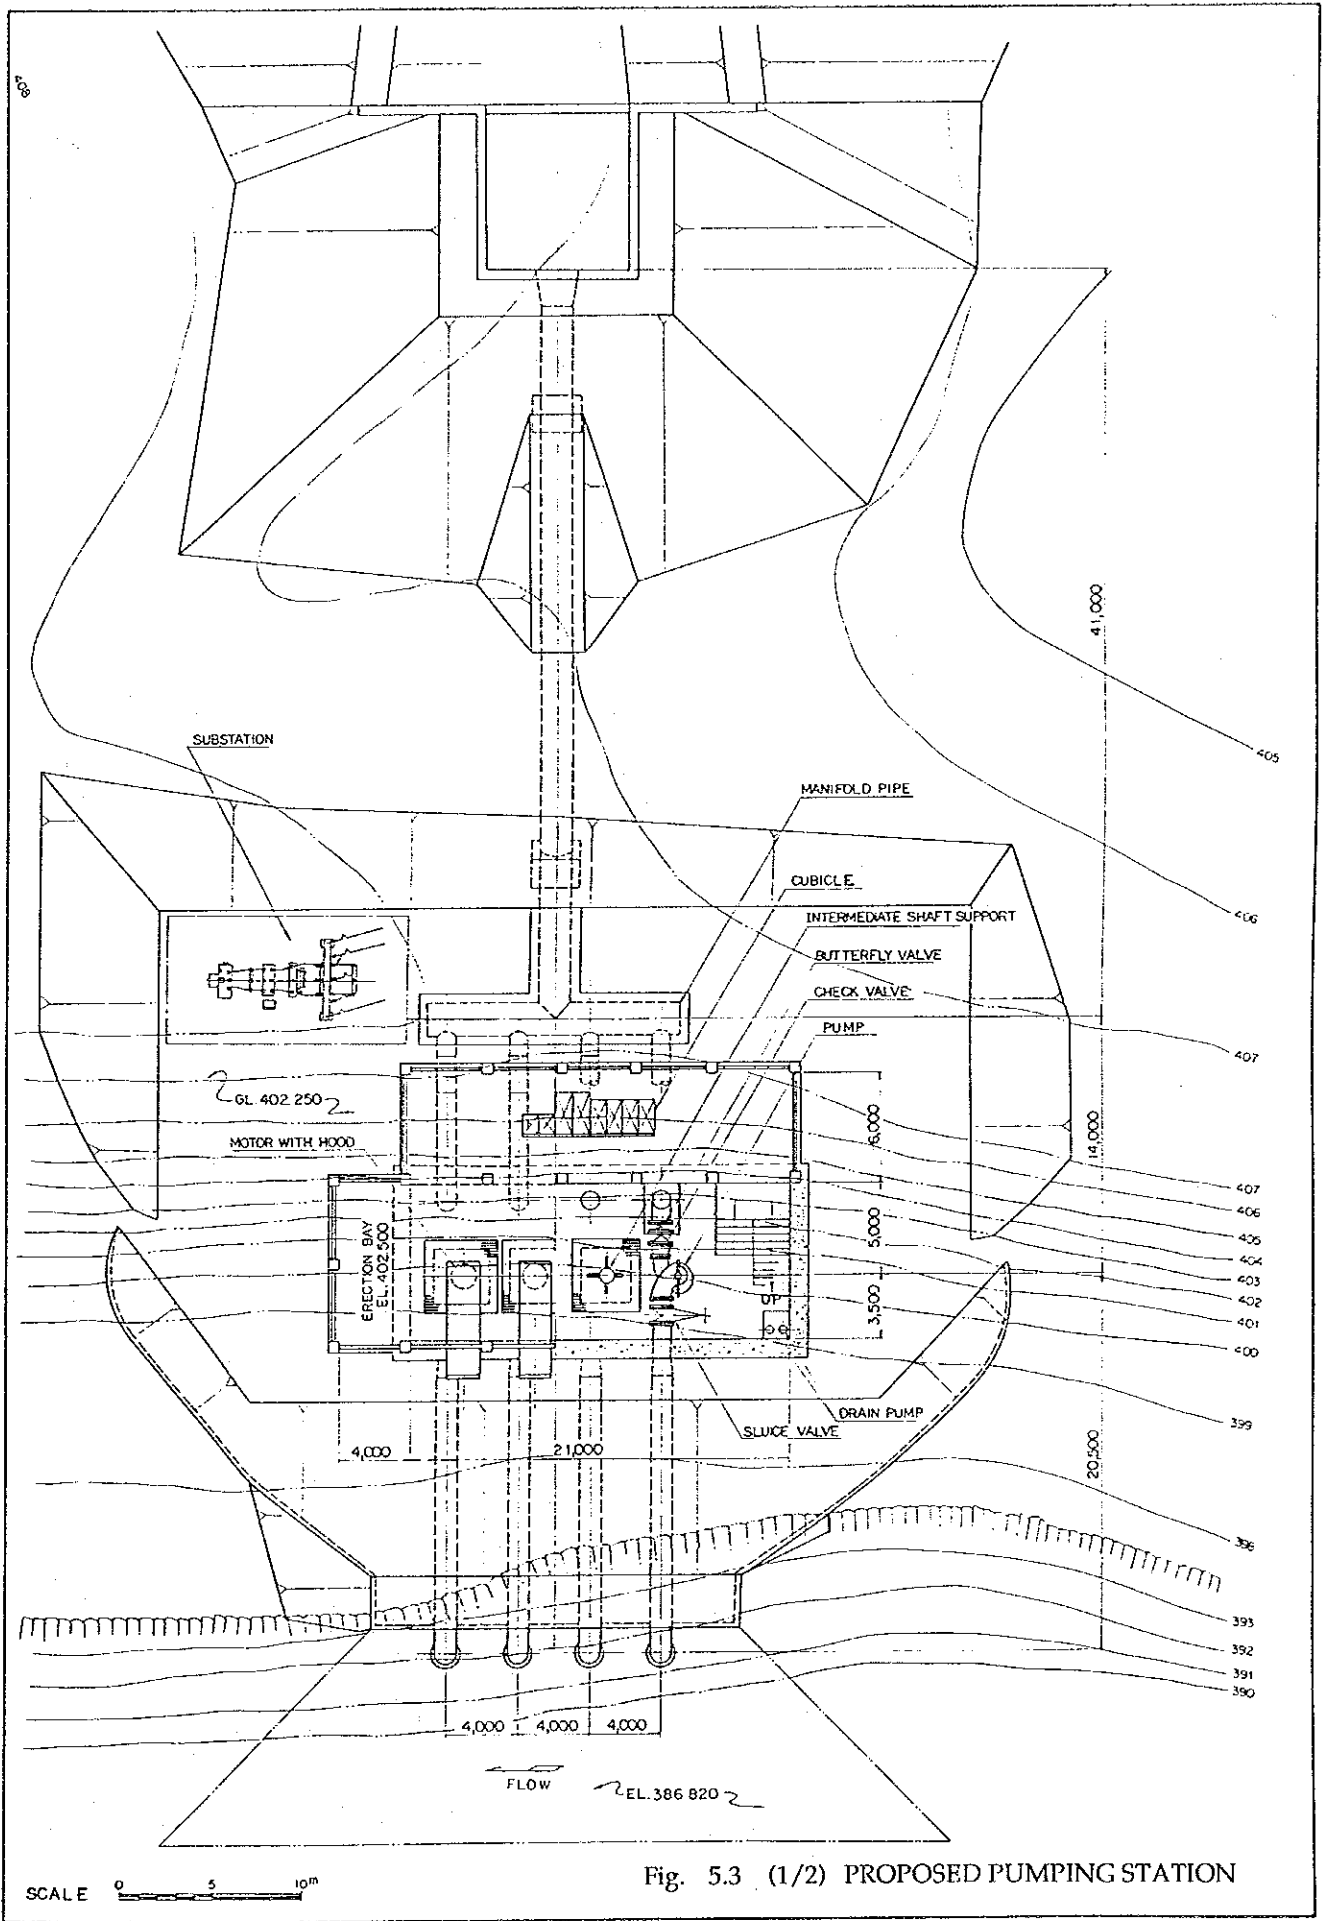 408
41,000
SUBSTATION
405
MANIFOLD PIPE
CUBICLE
406
INTERMEDIATE SHAFT SUPPORT
BUTTERFLY VALVE
CHECK VALVE
PUMP
407
GL. 402.250
6,000
14,000
MOTOR WITH HOOD
407
406
405
404
403
402
401
400
ERECTION BAY
EL. 402.500
5,000
3,500
UP
DRAIN PUMP
SLUICE VALVE
399
4,000
21,000
20,500
396
393
392
391
390
4,000
4,000
4,000
FLOW
EL. 386 820
SCALE 0 5 10m
Fig. 5.3 (1/2) PROPOSED PUMPING STATION